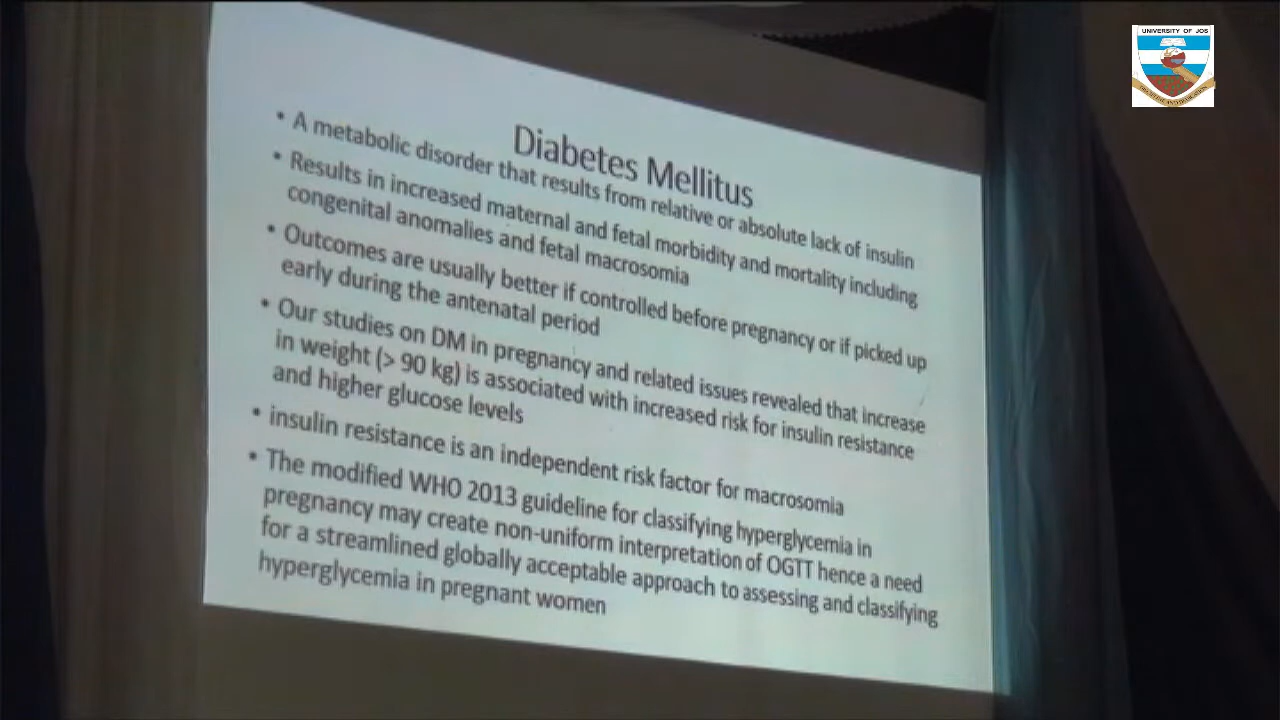 UNIVERSITY OF JOS
Diabetes Mellitus
• A metabolic disorder that results from relative or absolute lack of insulin
• Results in increased maternal and fetal morbidity and mortality including
congenital anomalies and fetal macrosomia
• Outcomes are usually better if controlled before pregnancy or if picked up
early during the antenatal period
• Our studies on DM in pregnancy and related issues revealed that increase
in weight (> 90 kg) is associated with increased risk for insulin resistance
and higher glucose levels
• insulin resistance is an independent risk factor for macrosomia
• The modified WHO 2013 guideline for classifying hyperglycemia in
pregnancy may create non-uniform interpretation of OGTT hence a need
for a streamlined globally acceptable approach to assessing and classifying
hyperglycemia in pregnant women